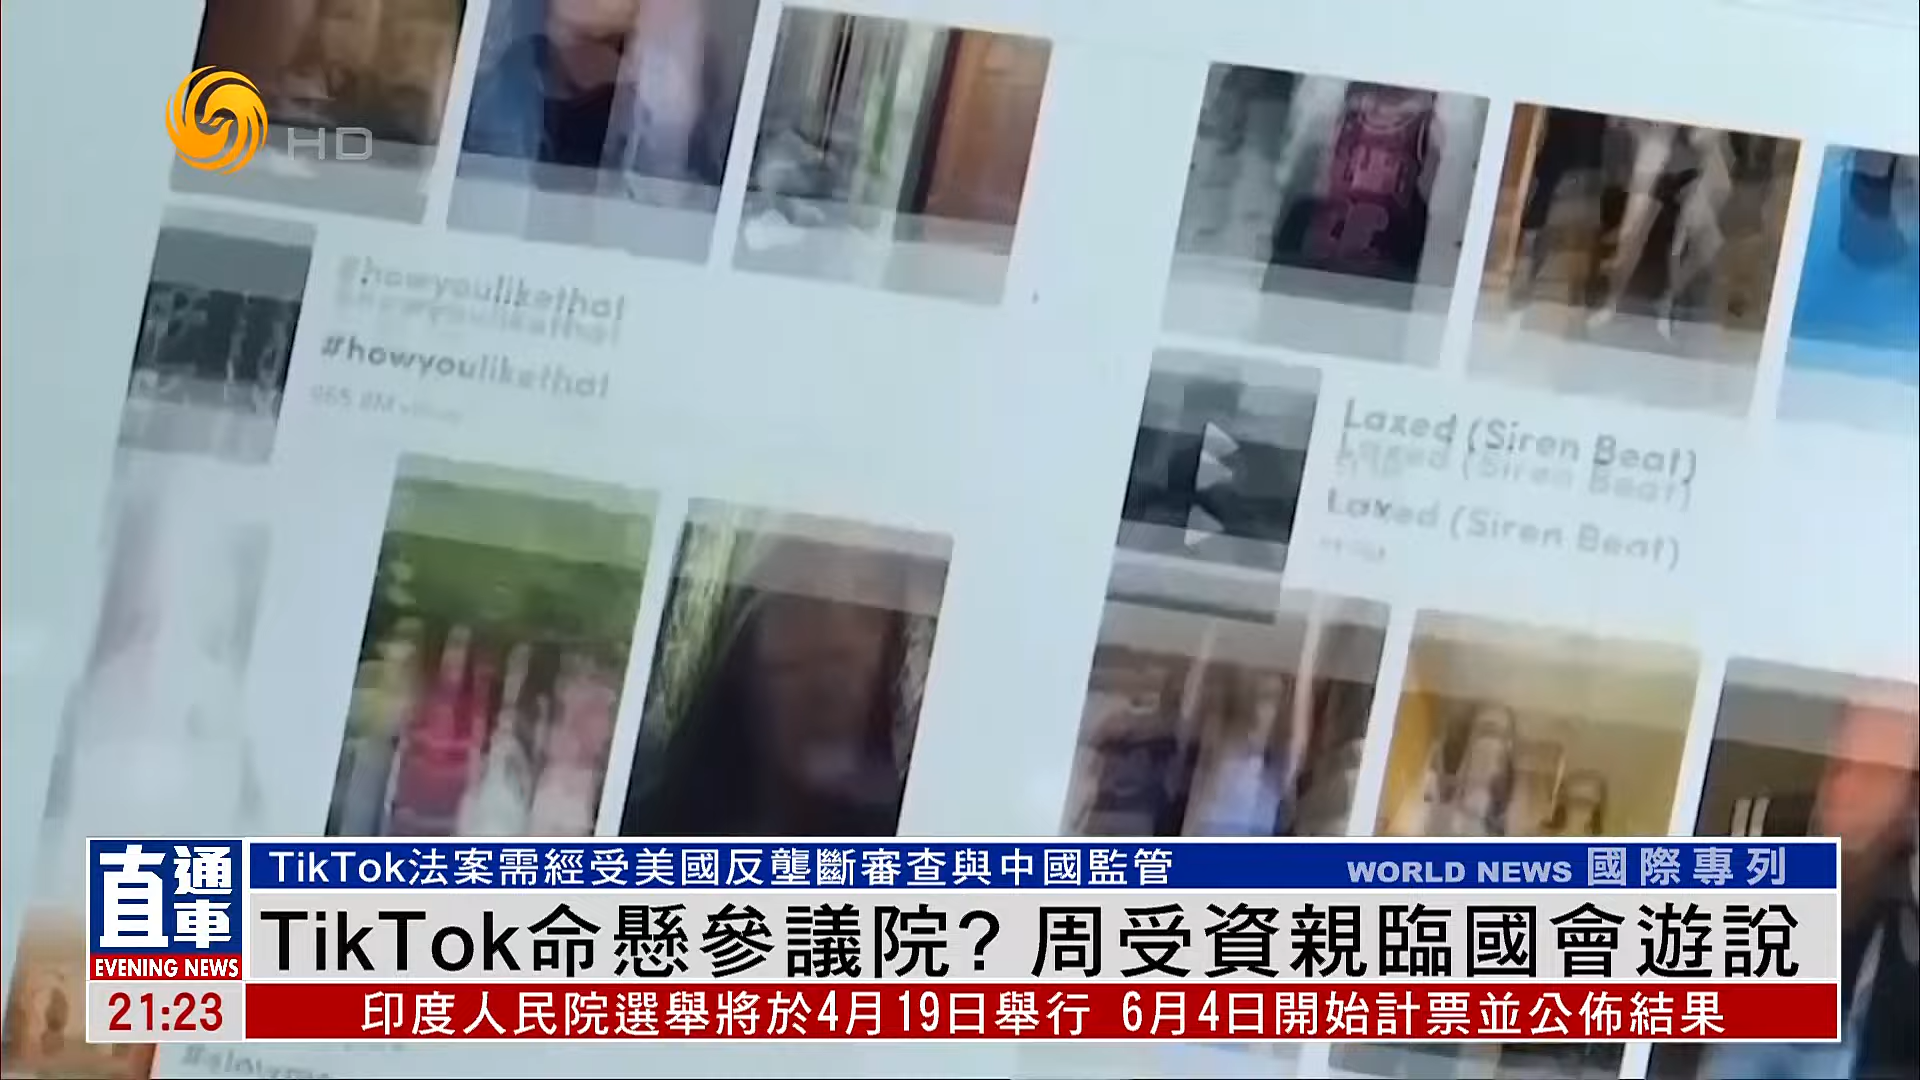 HD
#howyoulikethat
#howyoulikethat
#howyoulikethat
Laxed (Siren Beat)
Laxed (Siren Beat)
Laxed (Siren Beat)
直通車
EVENING NEWS
21:23
TikTok法案需經受美國反壟斷審查與中國監管
WORLD NEWS 國際專列
TikTok命懸參議院？周受資親臨國會遊說
印度人民院選舉將於4月19日舉行 6月4日開始計票並公佈結果